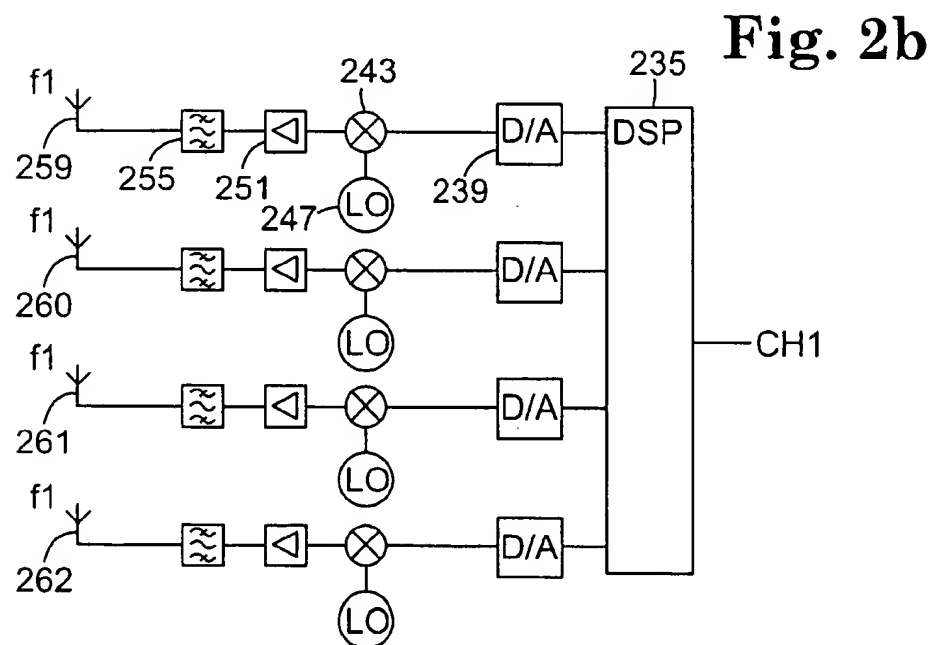 Fig. 2b
f1 243 235
259 255 251 247 LO 239 D/A DSP
f1
260 LO D/A
CH1
f1
261 LO D/A
f1
262 LO D/A